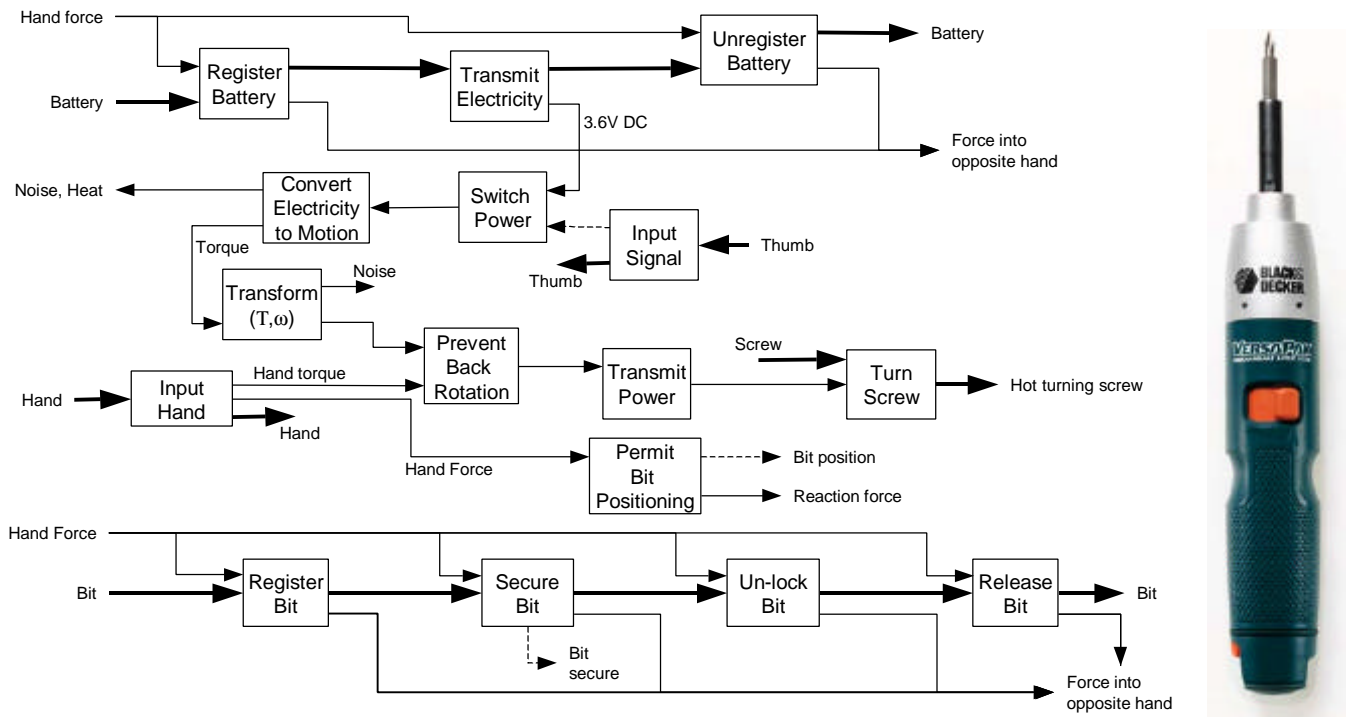 Hand force
Battery
Register
Battery
Transmit
Electricity
Unregister
Battery
Battery
3.6V DC
Force into
opposite hand
Noise, Heat
Convert
Electricity
to Motion
Switch
Power
Input
Signal
Thumb
Thumb
Torque
Transform
(T,ω)
Noise
Prevent
Back
Rotation
Transmit
Power
Screw
Turn
Screw
Hot turning screw
Hand
Input
Hand
Hand torque
Hand
Hand Force
Permit
Bit
Positioning
Bit position
Reaction force
Hand Force
Bit
Register
Bit
Secure
Bit
Un-lock
Bit
Release
Bit
Bit
Bit
secure
Force into
opposite hand
BLACK&
DECKER
VERSAPAK